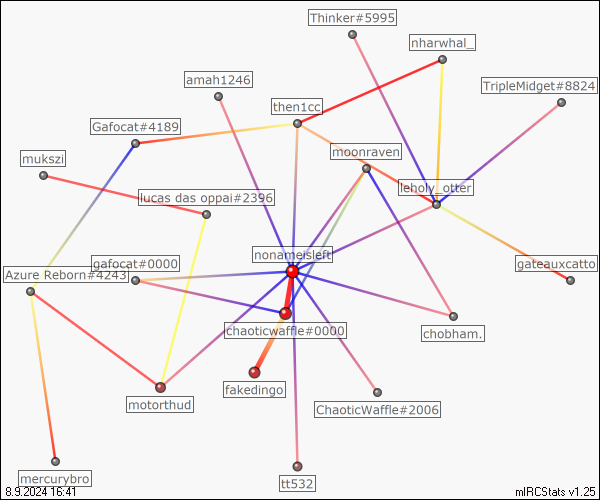 Thinker#5995
nharwhal_
amah1246
TripleMidget#8824
then1cc
Gafocat#4189
moonraven
mukszi
leholy_otter
lucas das oppai#2396
nonameisleft
gafocat#0000
Azure Reborn#4243
gateauxcatto
chaoticwaffle#0000
chobham.
fakedingo
motorthud
ChaoticWaffle#2006
mercurybro
tt532
8.9.2024 16:41
mIRCStats v1.25